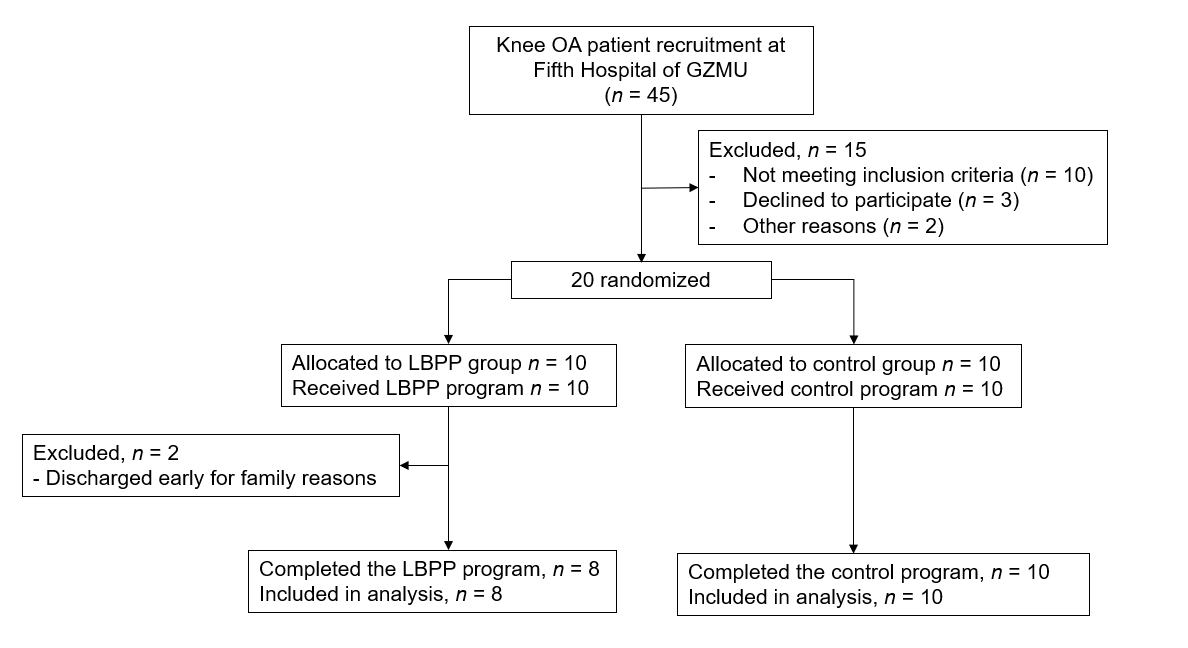 Knee OA patient recruitment at
Fifth Hospital of GZMU
(n = 45)
Excluded, n = 15
- Not meeting inclusion criteria (n = 10)
- Declined to participate (n = 3)
- Other reasons (n = 2)
20 randomized
Allocated to LBPP group n = 10
Received LBPP program n = 10
Allocated to control group n = 10
Received control program n = 10
Excluded, n = 2
- Discharged early for family reasons
Completed the LBPP program, n = 8
Included in analysis, n = 8
Completed the control program, n = 10
Included in analysis, n = 10